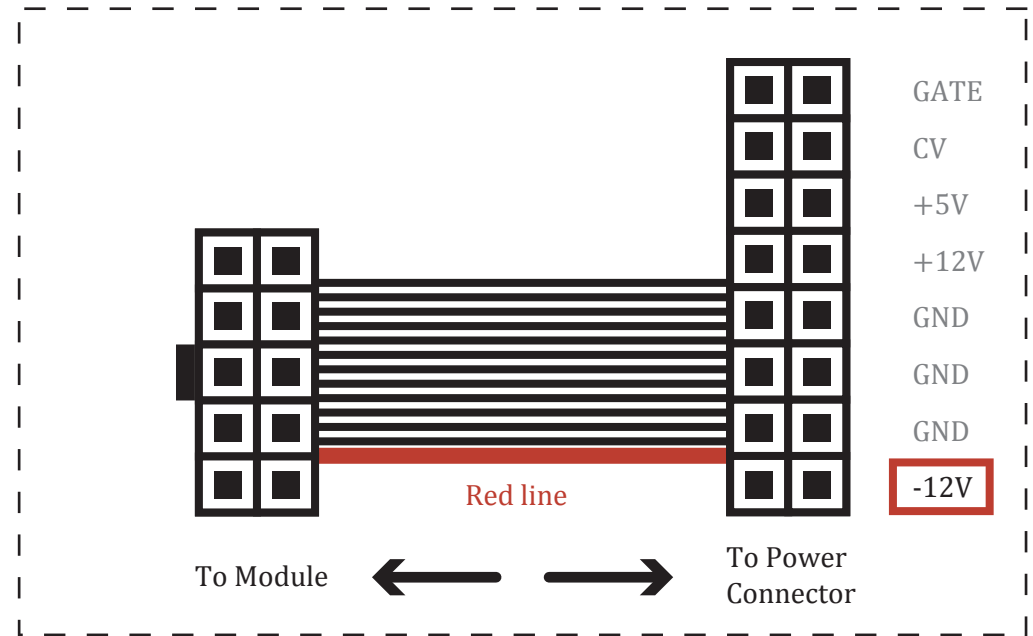 GATE
CV
+5V
+12V
GND
GND
GND
-12V
Red line
To Module
To Power
Connector